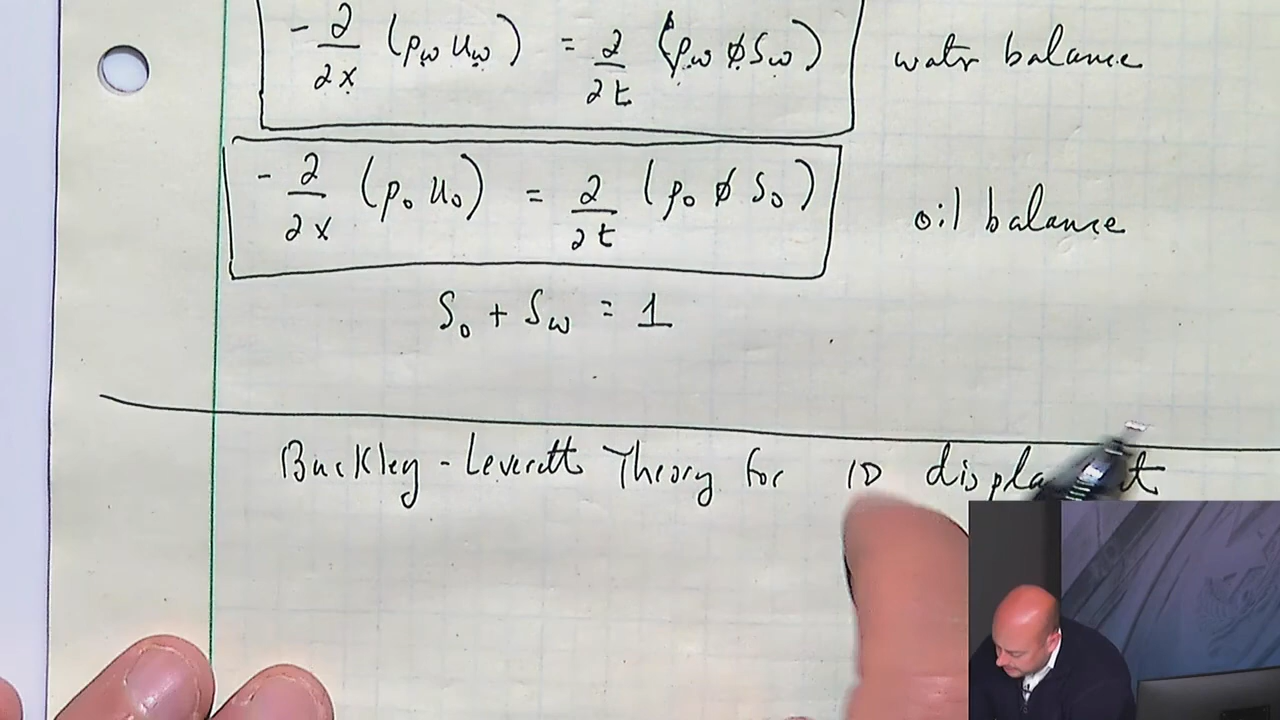 - ∂/∂x (ρw uw) = ∂/∂t (ρw φ Sw) water balance
- ∂/∂x (ρo uo) = ∂/∂t (ρo φ So) oil balance
So + Sw = 1
Buckley - Leverett Theory for 1D